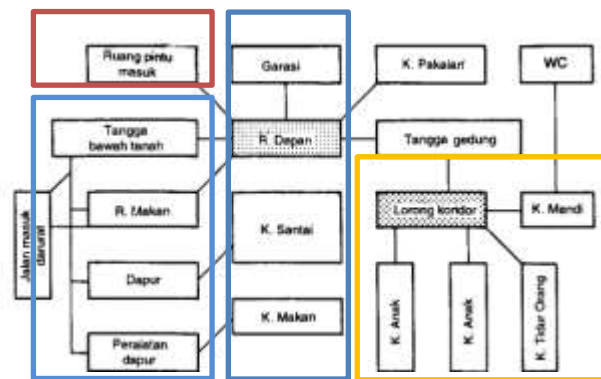 Ruang pintu
masuk
Garasi
K. Pakaian
WC
Tangga
bawah tanah
R. Depan
Tangga gedung
R. Makan
K. Santai
Lorong koridor
K. Mandi
Jalan masuk
darurat
Dapur
K. Makan
Peralatan
dapur
K. Anak
K. Anak
K. Tidur Orang